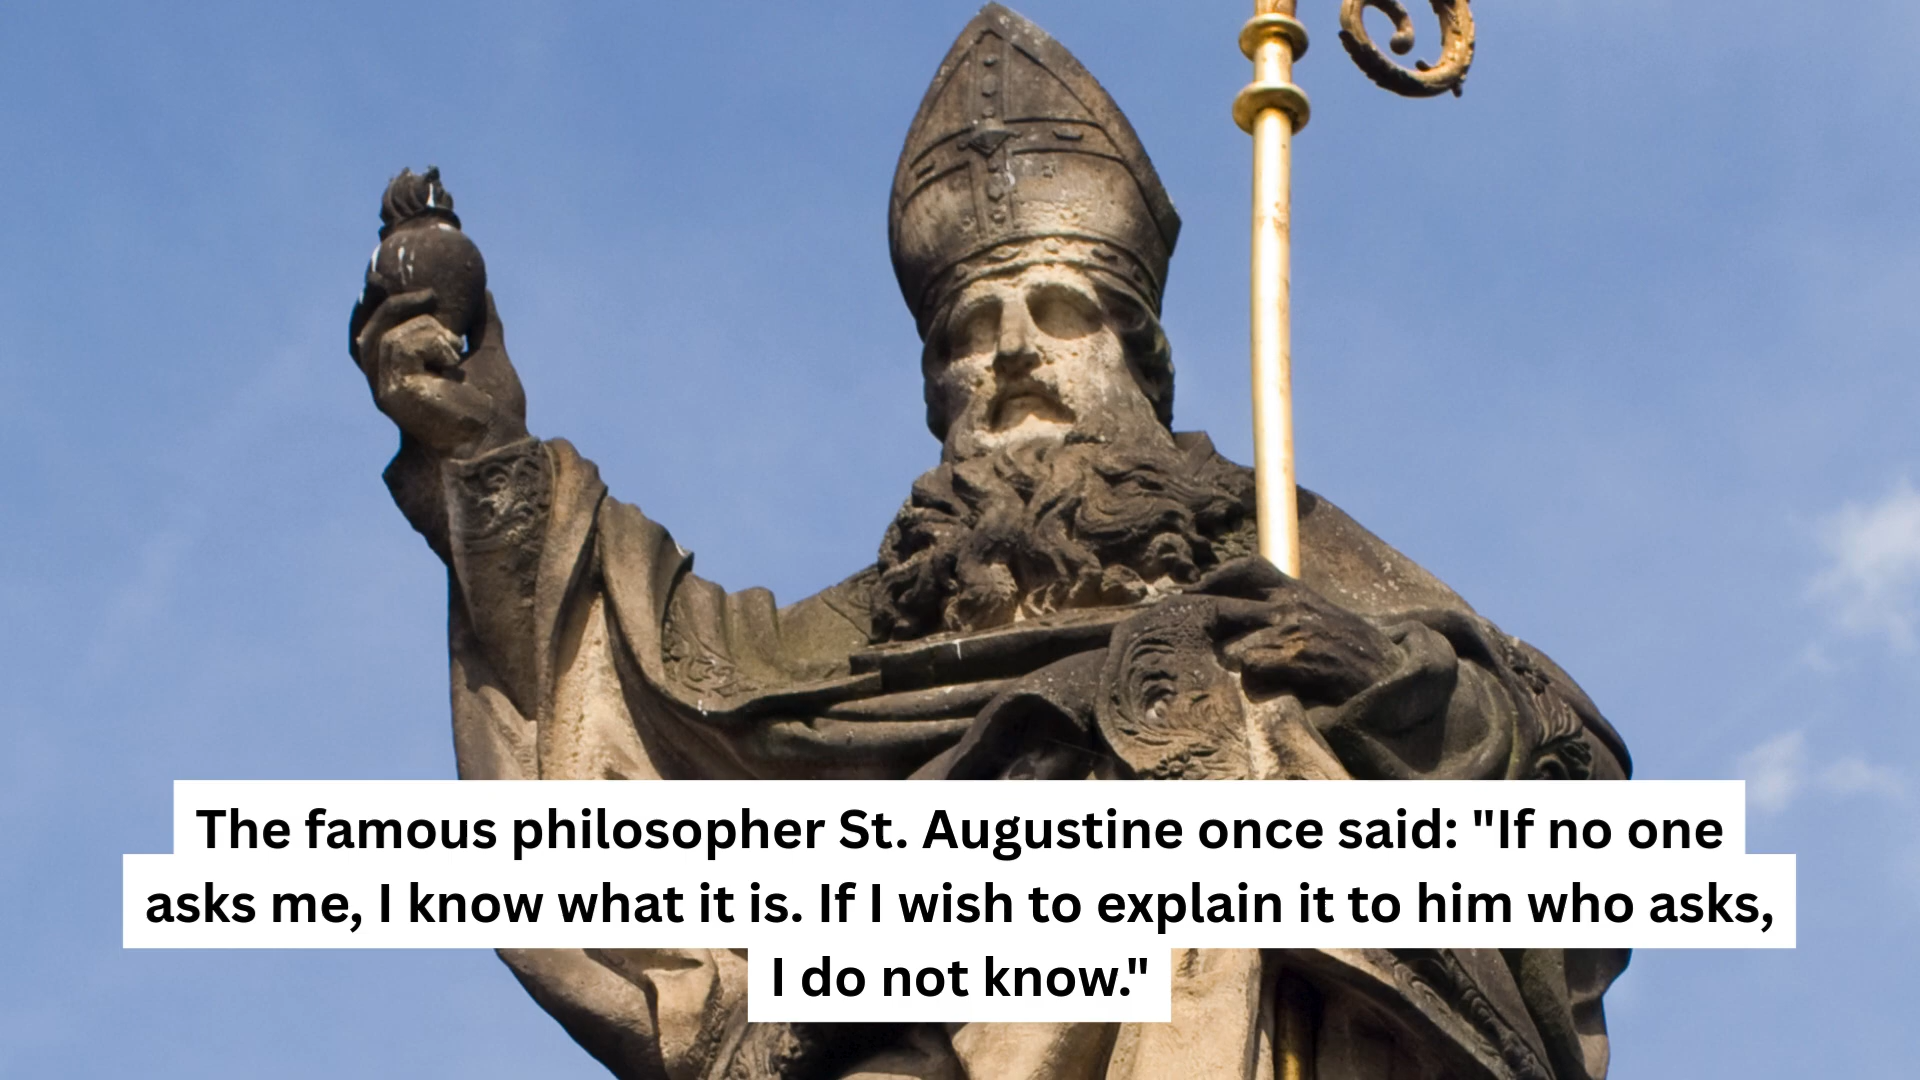 The famous philosopher St. Augustine once said: "If no one
asks me, I know what it is. If I wish to explain it to him who asks,
I do not know."